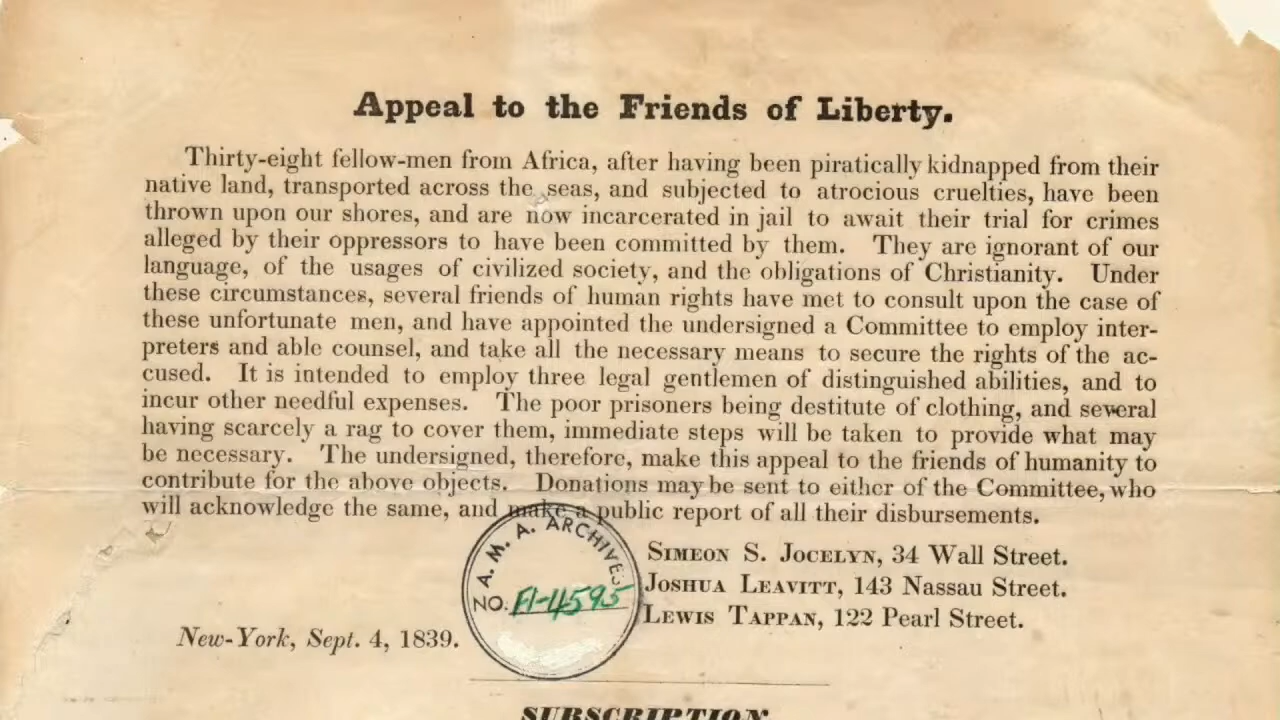 Appeal to the Friends of Liberty.
Thirty-eight fellow-men from Africa, after having been piratically kidnapped from their
native land, transported across the seas, and subjected to atrocious cruelties, have been
thrown upon our shores, and are now incarcerated in jail to await their trial for crimes
alleged by their oppressors to have been committed by them. They are ignorant of our
language, of the usages of civilized society, and the obligations of Christianity. Under
these circumstances, several friends of human rights have met to consult upon the case of
these unfortunate men, and have appointed the undersigned a Committee to employ inter-
preters and able counsel, and take all the necessary means to secure the rights of the ac-
cused. It is intended to employ three legal gentlemen of distinguished abilities, and to
incur other needful expenses. The poor prisoners being destitute of clothing, and several
having scarcely a rag to cover them, immediate steps will be taken to provide what may
be necessary. The undersigned, therefore, make this appeal to the friends of humanity to
contribute for the above objects. Donations may be sent to either of the Committee, who
will acknowledge the same, and make a public report of all their disbursements.
A. M. A. ARCHIVES
NO. F1-4595
SIMEON S. JOCELYN, 34 Wall Street.
JOSHUA LEAVITT, 143 Nassau Street.
LEWIS TAPPAN, 122 Pearl Street.
New-York, Sept. 4, 1839.
SUBSCRIPTION